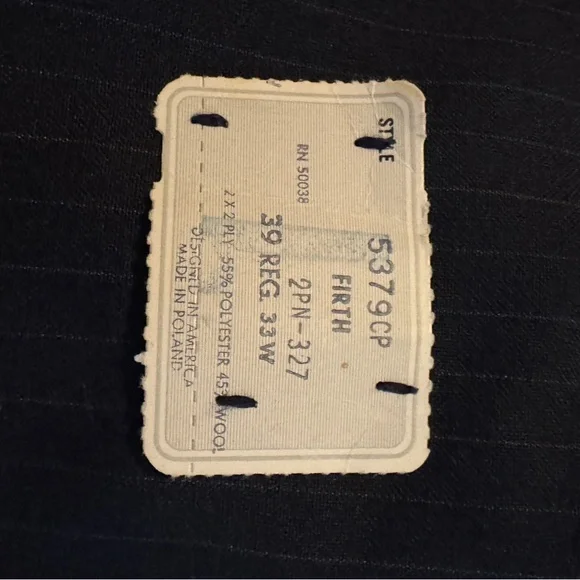 STYLE
5379CP
FIRTH
RN 50038
2PN-327
39 REG. 33W
2 X 2 PLY 55% POLYESTER 45% WOOL
DESIGNED IN AMERICA
MADE IN POLAND